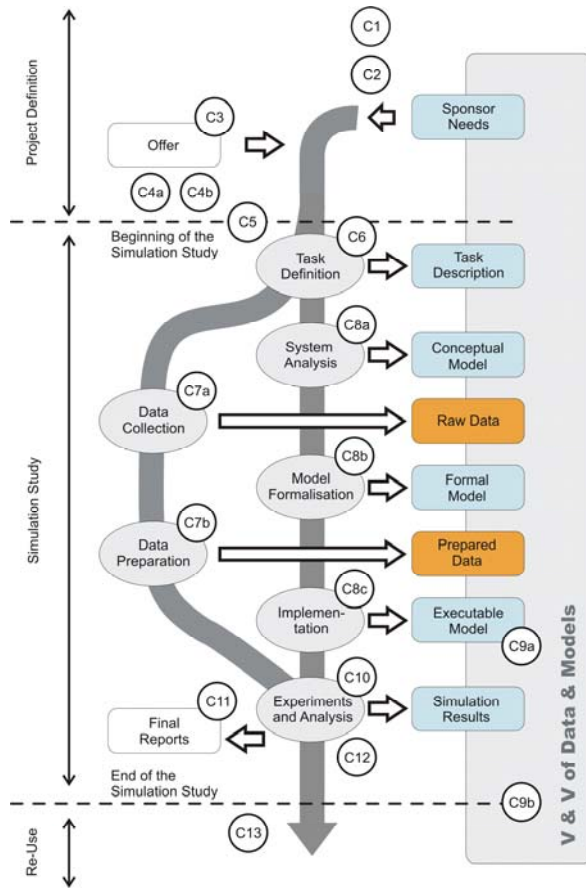 C1
C2
Project Definition
C3
Offer
Sponsor
Needs
C4a
C4b
C5
Beginning of the
Simulation Study
C6
Task
Definition
Task
Description
C8a
System
Analysis
Conceptual
Model
C7a
Data
Collection
Raw Data
C8b
Model
Formalisation
Formal
Model
Simulation Study
C7b
Data
Preparation
Prepared
Data
C8c
Implemen-
tation
Executable
Model
C9a
C10
Experiments
and Analysis
Simulation
Results
C11
Final
Reports
C12
End of the
Simulation Study
C9b
V & V of Data & Models
C13
Re-Use